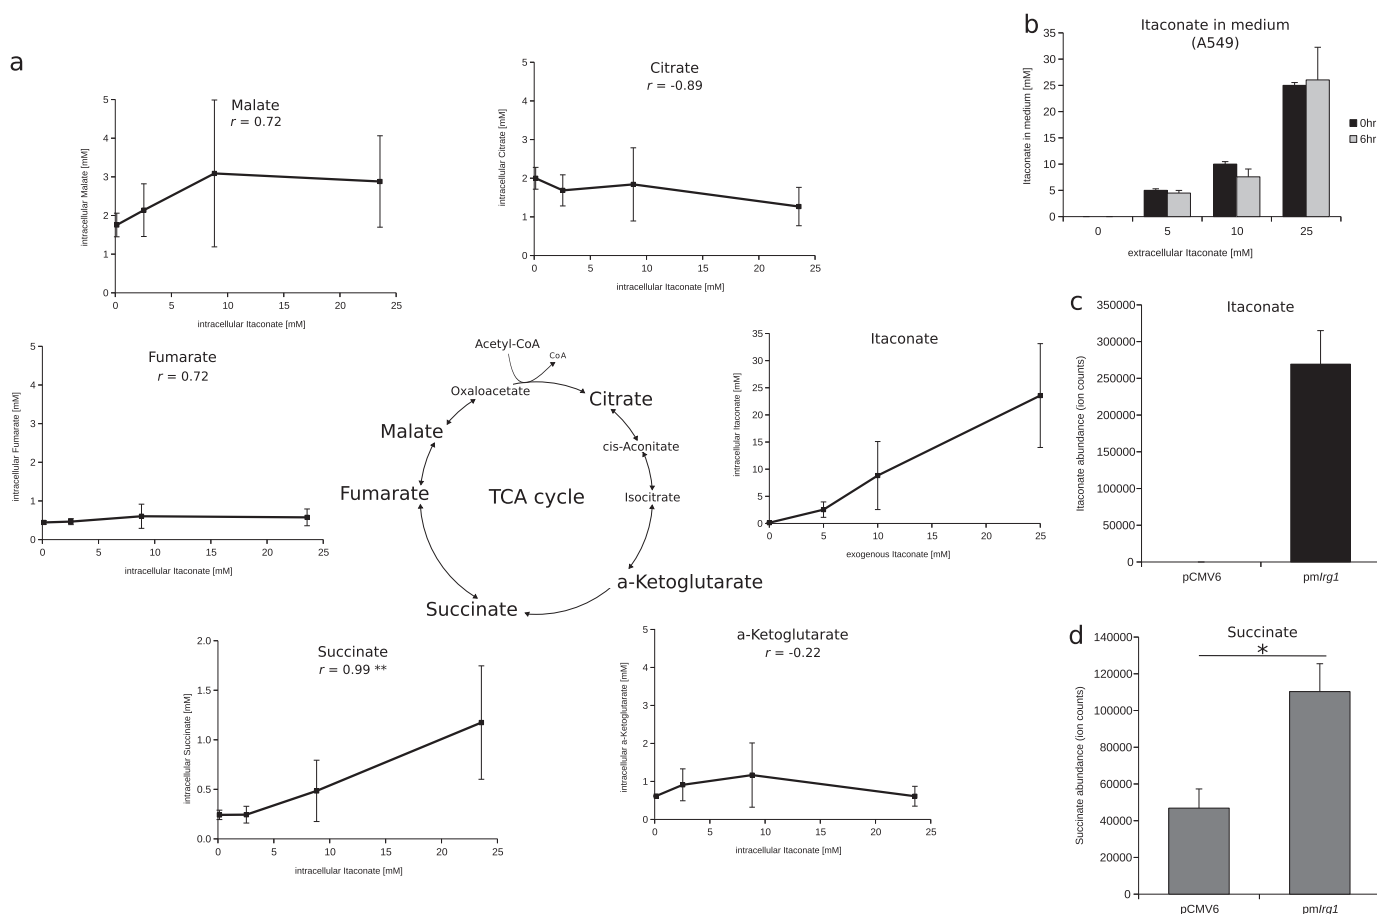 a
Malate
r = 0.72
intracellular Malate [mM]
5
4
3
2
1
0
0 5 10 15 20 25
intracellular Itaconate [mM]
Citrate
r = -0.89
intracellular Citrate [mM]
5
4
3
2
1
0
0 5 10 15 20 25
intracellular Itaconate [mM]
Fumarate
r = 0.72
intracellular Fumarate [mM]
5
4
3
2
1
0
0 5 10 15 20 25
intracellular Itaconate [mM]
Acetyl-CoA
CoA
Oxaloacetate
Citrate
Malate
cis-Aconitate
Fumarate
TCA cycle
Isocitrate
a-Ketoglutarate
Succinate
Itaconate
intracellular Itaconate [mM]
35
30
25
20
15
10
5
0
0 5 10 15 20 25
exogenous Itaconate [mM]
Succinate
r = 0.99 **
intracellular Succinate [mM]
2.0
1.5
1.0
0.5
0.0
0 5 10 15 20 25
intracellular Itaconate [mM]
a-Ketoglutarate
r = -0.22
intracellular a-Ketoglutarate [mM]
5
4
3
2
1
0
0 5 10 15 20 25
intracellular Itaconate [mM]
b
Itaconate in medium
(A549)
Itaconate in medium [mM]
35
30
25
20
15
10
5
0
0 5 10 25
extracellular Itaconate [mM]
0hr
6hr
c
Itaconate
Itaconate abundance (ion counts)
350000
300000
250000
200000
150000
100000
50000
0
pCMV6 pmIrg1
d
Succinate
*
Succinate abundance (ion counts)
140000
120000
100000
80000
60000
40000
20000
0
pCMV6 pmIrg1